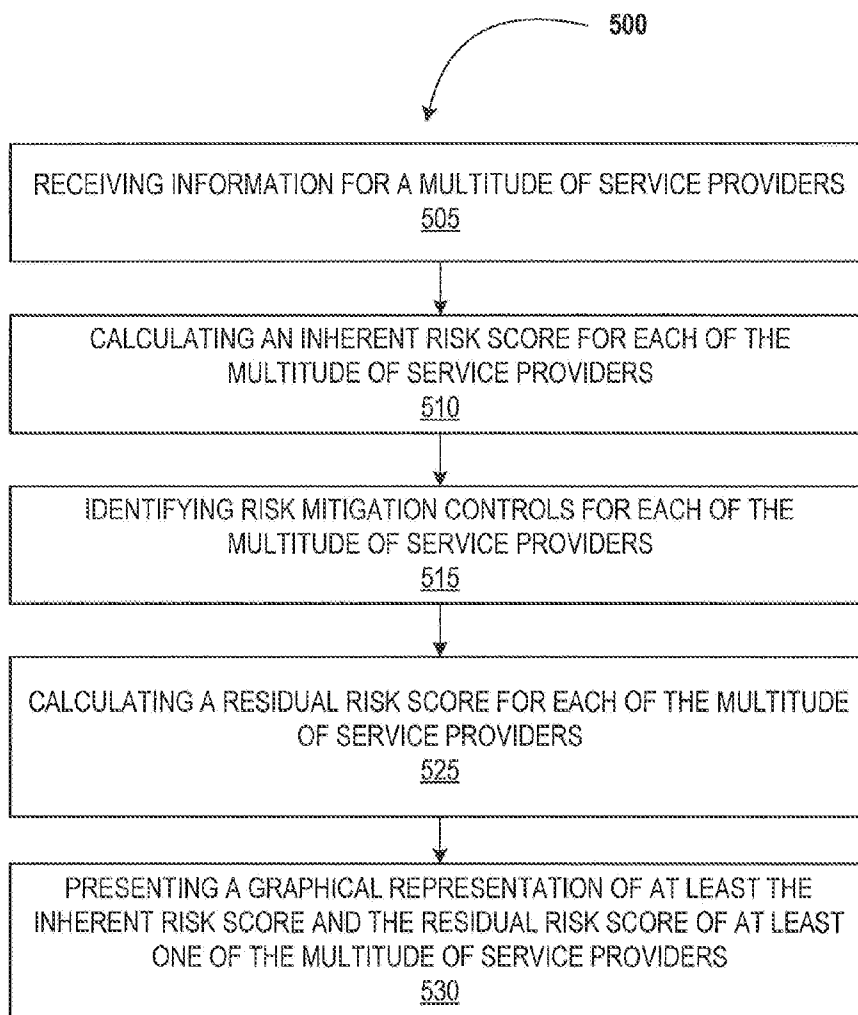 500
RECEIVING INFORMATION FOR A MULTITUDE OF SERVICE PROVIDERS
505
CALCULATING AN INHERENT RISK SCORE FOR EACH OF THE
MULTITUDE OF SERVICE PROVIDERS
510
IDENTIFYING RISK MITIGATION CONTROLS FOR EACH OF THE
MULTITUDE OF SERVICE PROVIDERS
515
CALCULATING A RESIDUAL RISK SCORE FOR EACH OF THE MULTITUDE
OF SERVICE PROVIDERS
525
PRESENTING A GRAPHICAL REPRESENTATION OF AT LEAST THE
INHERENT RISK SCORE AND THE RESIDUAL RISK SCORE OF AT LEAST
ONE OF THE MULTITUDE OF SERVICE PROVIDERS
530